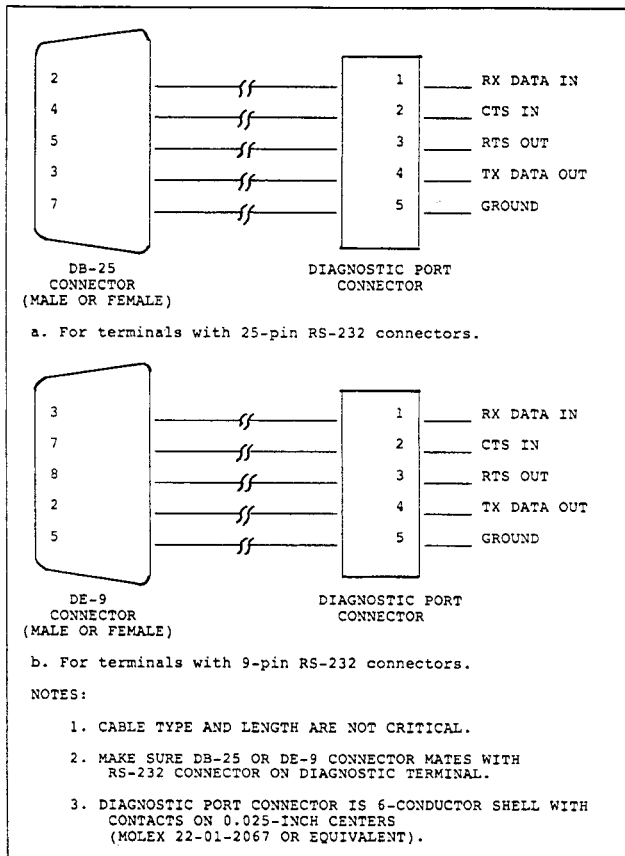 2 1 RX DATA IN
4 2 CTS IN
5 3 RTS OUT
3 4 TX DATA OUT
7 5 GROUND
DB-25 DIAGNOSTIC PORT
CONNECTOR CONNECTOR
(MALE OR FEMALE)
a. For terminals with 25-pin RS-232 connectors.
3 1 RX DATA IN
7 2 CTS IN
8 3 RTS OUT
2 4 TX DATA OUT
5 5 GROUND
DE-9 DIAGNOSTIC PORT
CONNECTOR CONNECTOR
(MALE OR FEMALE)
b. For terminals with 9-pin RS-232 connectors.
NOTES:
1. CABLE TYPE AND LENGTH ARE NOT CRITICAL.
2. MAKE SURE DB-25 OR DE-9 CONNECTOR MATES WITH
RS-232 CONNECTOR ON DIAGNOSTIC TERMINAL.
3. DIAGNOSTIC PORT CONNECTOR IS 6-CONDUCTOR SHELL WITH
CONTACTS ON 0.025-INCH CENTERS
(MOLEX 22-01-2067 OR EQUIVALENT).